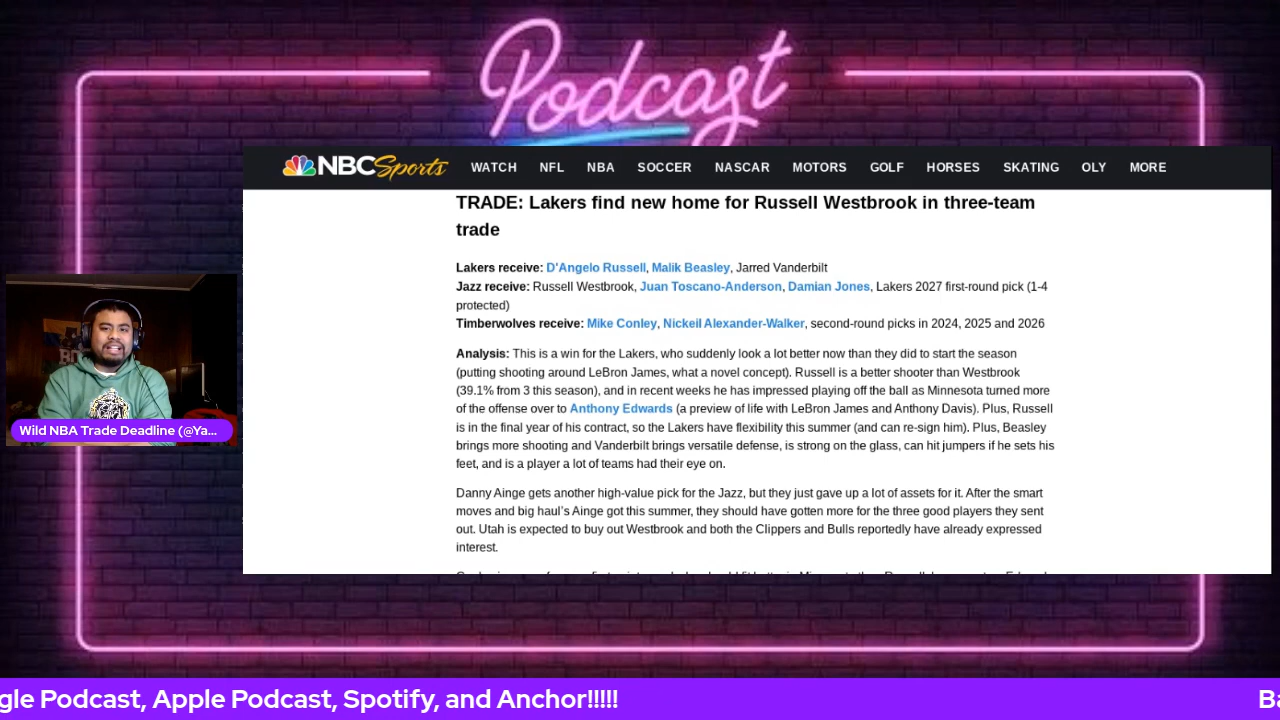 Podcast
NBC Sports WATCH NFL NBA SOCCER NASCAR MOTORS GOLF HORSES SKATING OLY MORE
TRADE: Lakers find new home for Russell Westbrook in three-team
trade
Lakers receive: D'Angelo Russell, Malik Beasley, Jarred Vanderbilt
Jazz receive: Russell Westbrook, Juan Toscano-Anderson, Damian Jones, Lakers 2027 first-round pick (1-4
protected)
Timberwolves receive: Mike Conley, Nickeil Alexander-Walker, second-round picks in 2024, 2025 and 2026
Analysis: This is a win for the Lakers, who suddenly look a lot better now than they did to start the season
(putting shooting around LeBron James, what a novel concept). Russell is a better shooter than Westbrook
(39.1% from 3 this season), and in recent weeks he has impressed playing off the ball as Minnesota turned more
of the offense over to Anthony Edwards (a preview of life with LeBron James and Anthony Davis). Plus, Russell
is in the final year of his contract, so the Lakers have flexibility this summer (and can re-sign him). Plus, Beasley
brings more shooting and Vanderbilt brings versatile defense, is strong on the glass, can hit jumpers if he sets his
feet, and is a player a lot of teams had their eye on.
Danny Ainge gets another high-value pick for the Jazz, but they just gave up a lot of assets for it. After the smart
moves and big haul's Ainge got this summer, they should have gotten more for the three good players they sent
out. Utah is expected to buy out Westbrook and both the Clippers and Bulls reportedly have already expressed
interest.
Wild NBA Trade Deadline (@Ya...
gle Podcast, Apple Podcast, Spotify, and Anchor!!!!! Ba